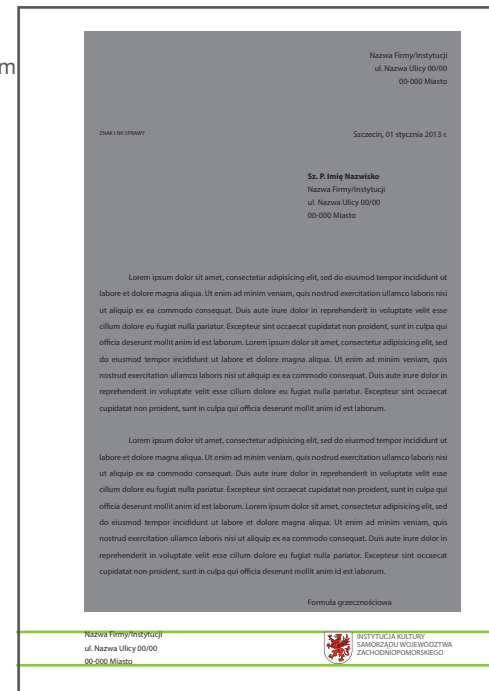 m
Nazwa Firmy/Instytucji
ul. Nazwa Ulicy 00/00
00-000 Miasto
ZNAK I NR SPRAWY
Szczecin, 01 stycznia 2013 r.
Sz. P. Imię Nazwisko
Nazwa Firmy/Instytucji
ul. Nazwa Ulicy 00/00
00-000 Miasto
Lorem ipsum dolor sit amet, consectetur adipisicing elit, sed do eiusmod tempor incididunt ut
labore et dolore magna aliqua. Ut enim ad minim veniam, quis nostrud exercitation ullamco laboris nisi
ut aliquip ex ea commodo consequat. Duis aute irure dolor in reprehenderit in voluptate velit esse
cillum dolore eu fugiat nulla pariatur. Excepteur sint occaecat cupidatat non proident, sunt in culpa qui
officia deserunt mollit anim id est laborum. Lorem ipsum dolor sit amet, consectetur adipisicing elit, sed
do eiusmod tempor incididunt ut labore et dolore magna aliqua. Ut enim ad minim veniam, quis
nostrud exercitation ullamco laboris nisi ut aliquip ex ea commodo consequat. Duis aute irure dolor in
reprehenderit in voluptate velit esse cillum dolore eu fugiat nulla pariatur. Excepteur sint occaecat
cupidatat non proident, sunt in culpa qui officia deserunt mollit anim id est laborum.
Lorem ipsum dolor sit amet, consectetur adipisicing elit, sed do eiusmod tempor incididunt ut
labore et dolore magna aliqua. Ut enim ad minim veniam, quis nostrud exercitation ullamco laboris nisi
ut aliquip ex ea commodo consequat. Duis aute irure dolor in reprehenderit in voluptate velit esse
cillum dolore eu fugiat nulla pariatur. Excepteur sint occaecat cupidatat non proident, sunt in culpa qui
officia deserunt mollit anim id est laborum. Lorem ipsum dolor sit amet, consectetur adipisicing elit, sed
do eiusmod tempor incididunt ut labore et dolore magna aliqua. Ut enim ad minim veniam, quis
nostrud exercitation ullamco laboris nisi ut aliquip ex ea commodo consequat. Duis aute irure dolor in
reprehenderit in voluptate velit esse cillum dolore eu fugiat nulla pariatur. Excepteur sint occaecat
cupidatat non proident, sunt in culpa qui officia deserunt mollit anim id est laborum.
Formuła grzecznościowa
Nazwa Firmy/Instytucji
ul. Nazwa Ulicy 00/00
00-000 Miasto
INSTYTUCJA KULTURY
SAMORZĄDU WOJEWÓDZTWA
ZACHODNIOPOMORSKIEGO